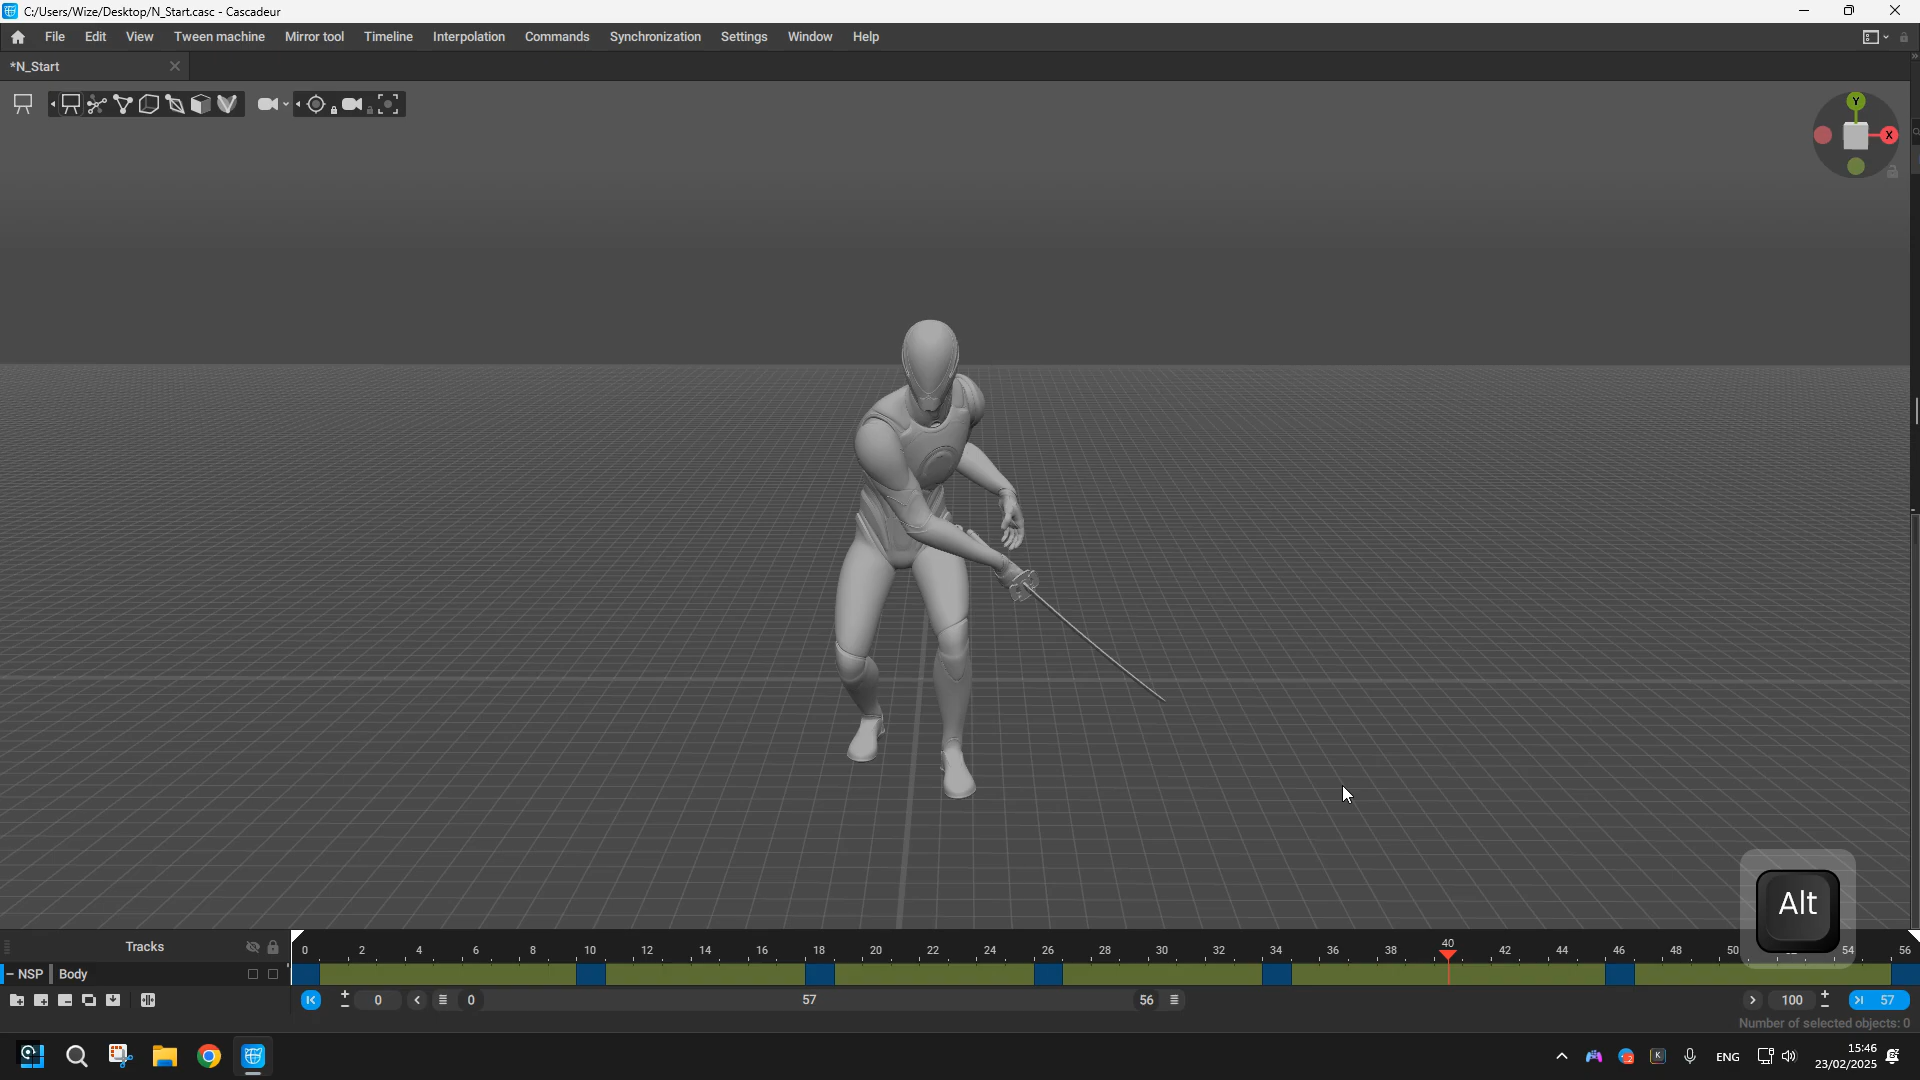 C:/Users/Wize/Desktop/N_Start.casc - Cascadeur
File Edit View Tween machine Mirror tool Timeline Interpolation Commands Synchronization Settings Window Help
*N_Start
Y
X
Alt
Tracks
0 2 4 6 8 10 12 14 16 18 20 22 24 26 28 30 32 34 36 38 40 42 44 46 48 50 54 56
NSP Body
0 0 57 56 100 57
Number of selected objects: 0
ENG
15:46
23/02/2025